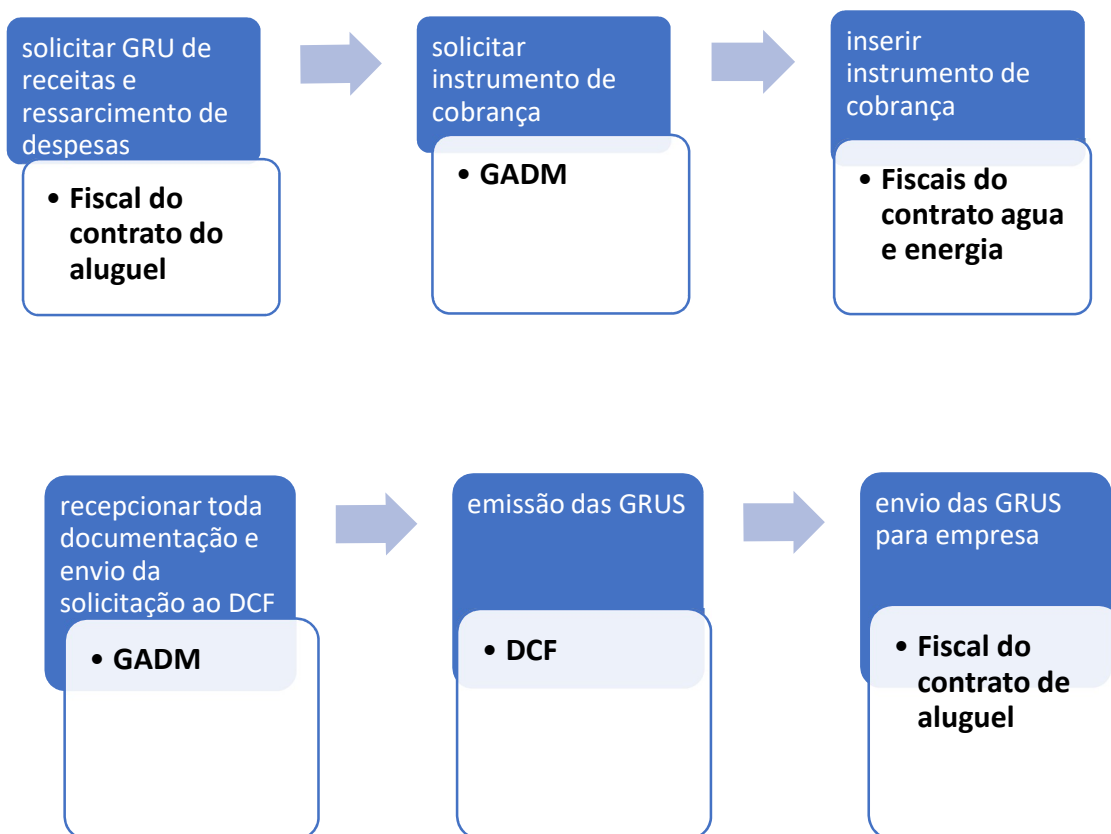 solicitar GRU de
receitas e
ressarcimento de
despesas
• Fiscal do
contrato do
aluguel
solicitar
instrumento de
cobrança
• GADM
inserir
instrumento de
cobrança
• Fiscais do
contrato agua
e energia
recepcionar toda
documentação e
envio da
solicitação ao DCF
• GADM
emissão das GRUS
• DCF
envio das GRUS
para empresa
• Fiscal do
contrato de
aluguel